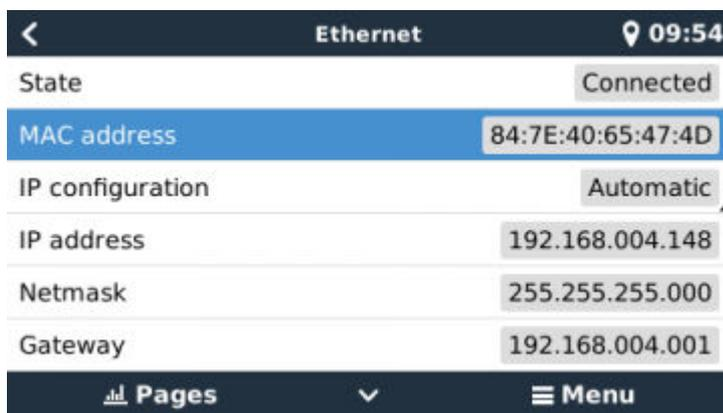 Ethernet 09:54
State Connected
MAC address 84:7E:40:65:47:4D
IP configuration Automatic
IP address 192.168.004.148
Netmask 255.255.255.000
Gateway 192.168.004.001
Pages Menu